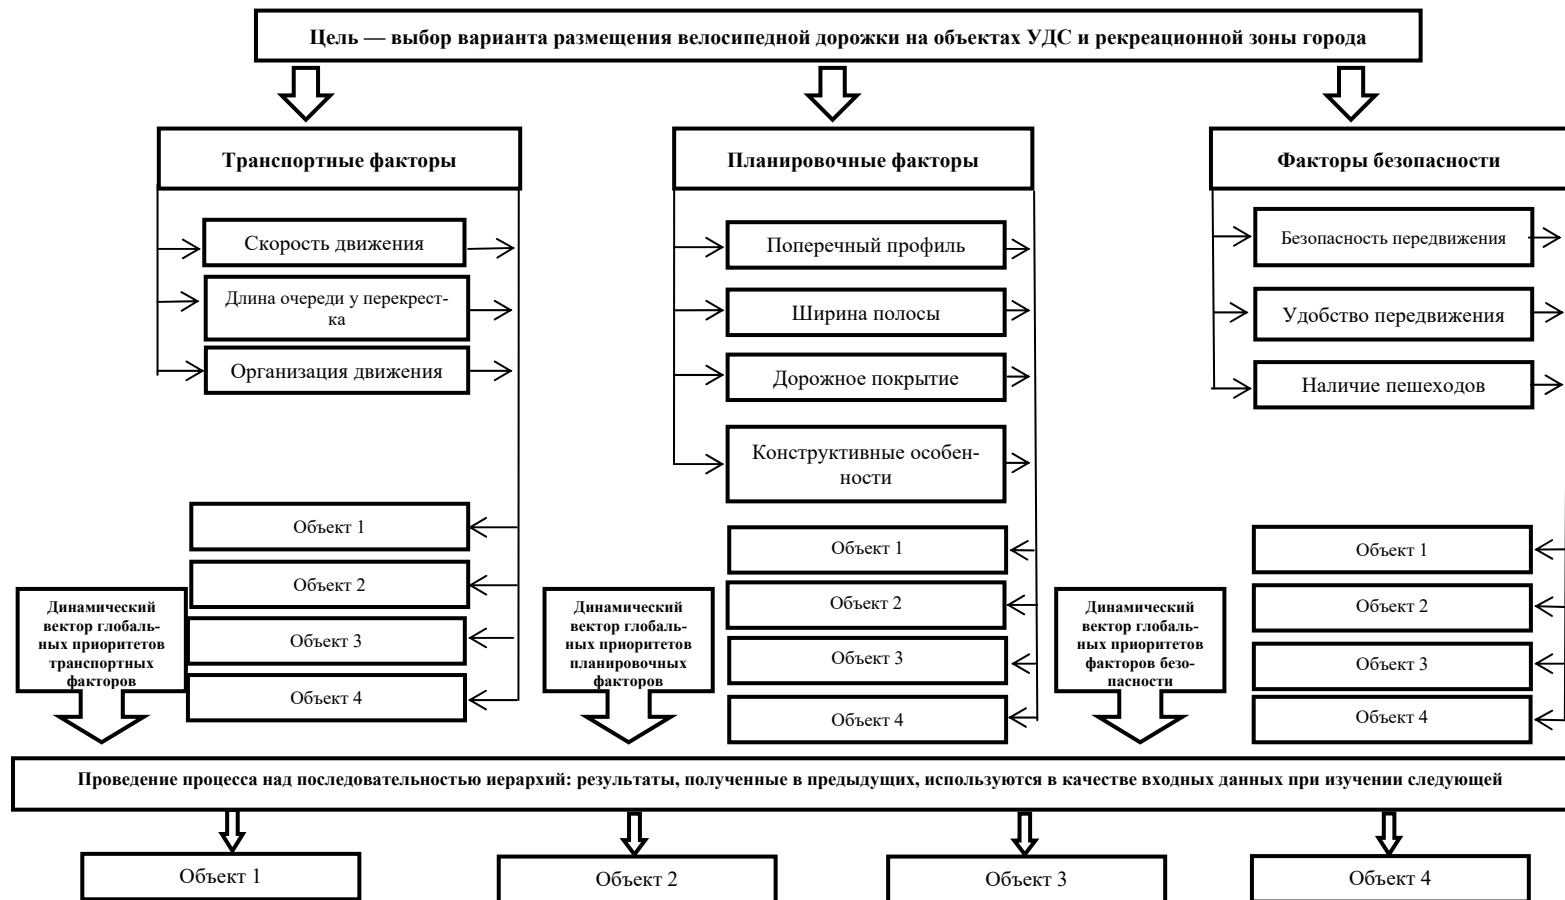 Цель — выбор варианта размещения велосипедной дорожки на объектах УДС и рекреационной зоны города
Транспортные факторы
Планировочные факторы
Факторы безопасности
Скорость движения
Длина очереди у перекрест-
ка
Организация движения
Поперечный профиль
Ширина полосы
Дорожное покрытие
Конструктивные особен-
ности
Безопасность передвижения
Удобство передвижения
Наличие пешеходов
Объект 1
Объект 2
Объект 3
Объект 4
Объект 1
Объект 2
Объект 3
Объект 4
Объект 1
Объект 2
Объект 3
Объект 4
Динамический
вектор глобаль-
ных приоритетов
транспортных
факторов
Динамический
вектор глобаль-
ных приоритетов
планировочных
факторов
Динамический
вектор глобаль-
ных приоритетов
факторов безо-
пасности
Проведение процесса над последовательностью иерархий: результаты, полученные в предыдущих, используются в качестве входных данных при изучении следующей
Объект 1
Объект 2
Объект 3
Объект 4